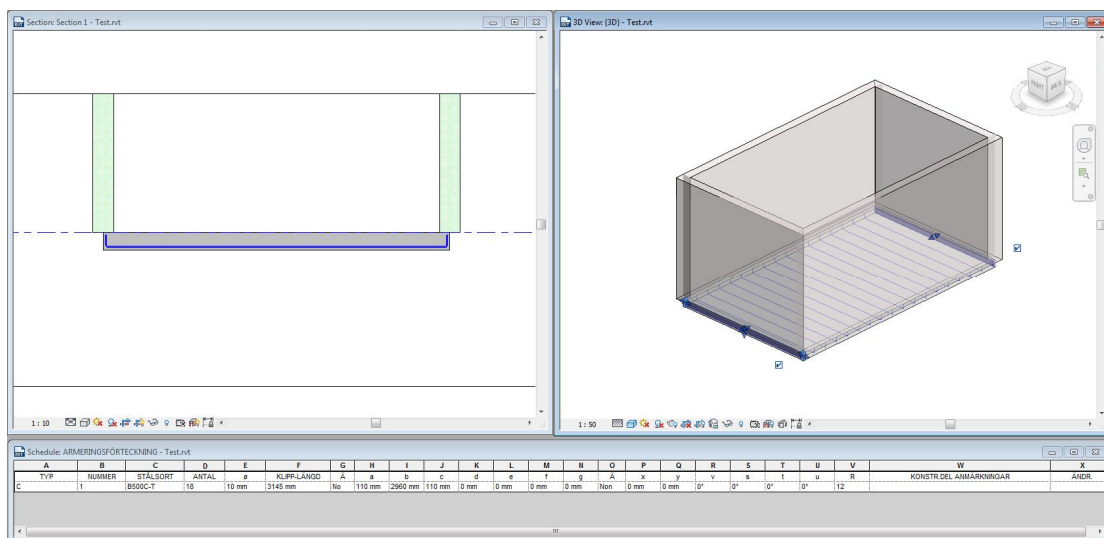 Section: Section 1 - Test.rvt
3D View: {3D} - Test.rvt
RIGHT BACK
1 : 10
1 : 50
Schedule: ARMERINGSFÖRTECKNING - Test.rvt
A B C D E F G H I J K L M N O P Q R S T U V W X
TYP NUMMER STÅLSORT ANTAL ø KLIPP-LÄNGD Ä a b c d e f g Ä x y v s t u R KONSTR.DEL ANMÄRKNINGAR ÄNDR.
C 1 B500C-T 18 10 mm 3145 mm No 110 mm 2960 mm 110 mm 0 mm 0 mm 0 mm 0 mm Non 0 mm 0 mm 0° 0° 0° 0° 12